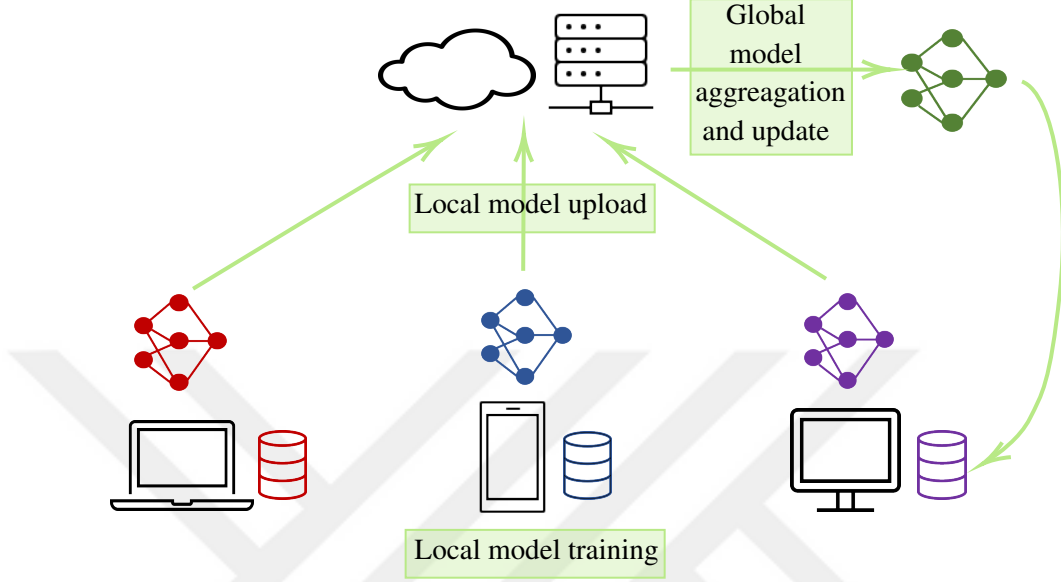 Global
model
aggreagation
and update
Local model upload
Local model training